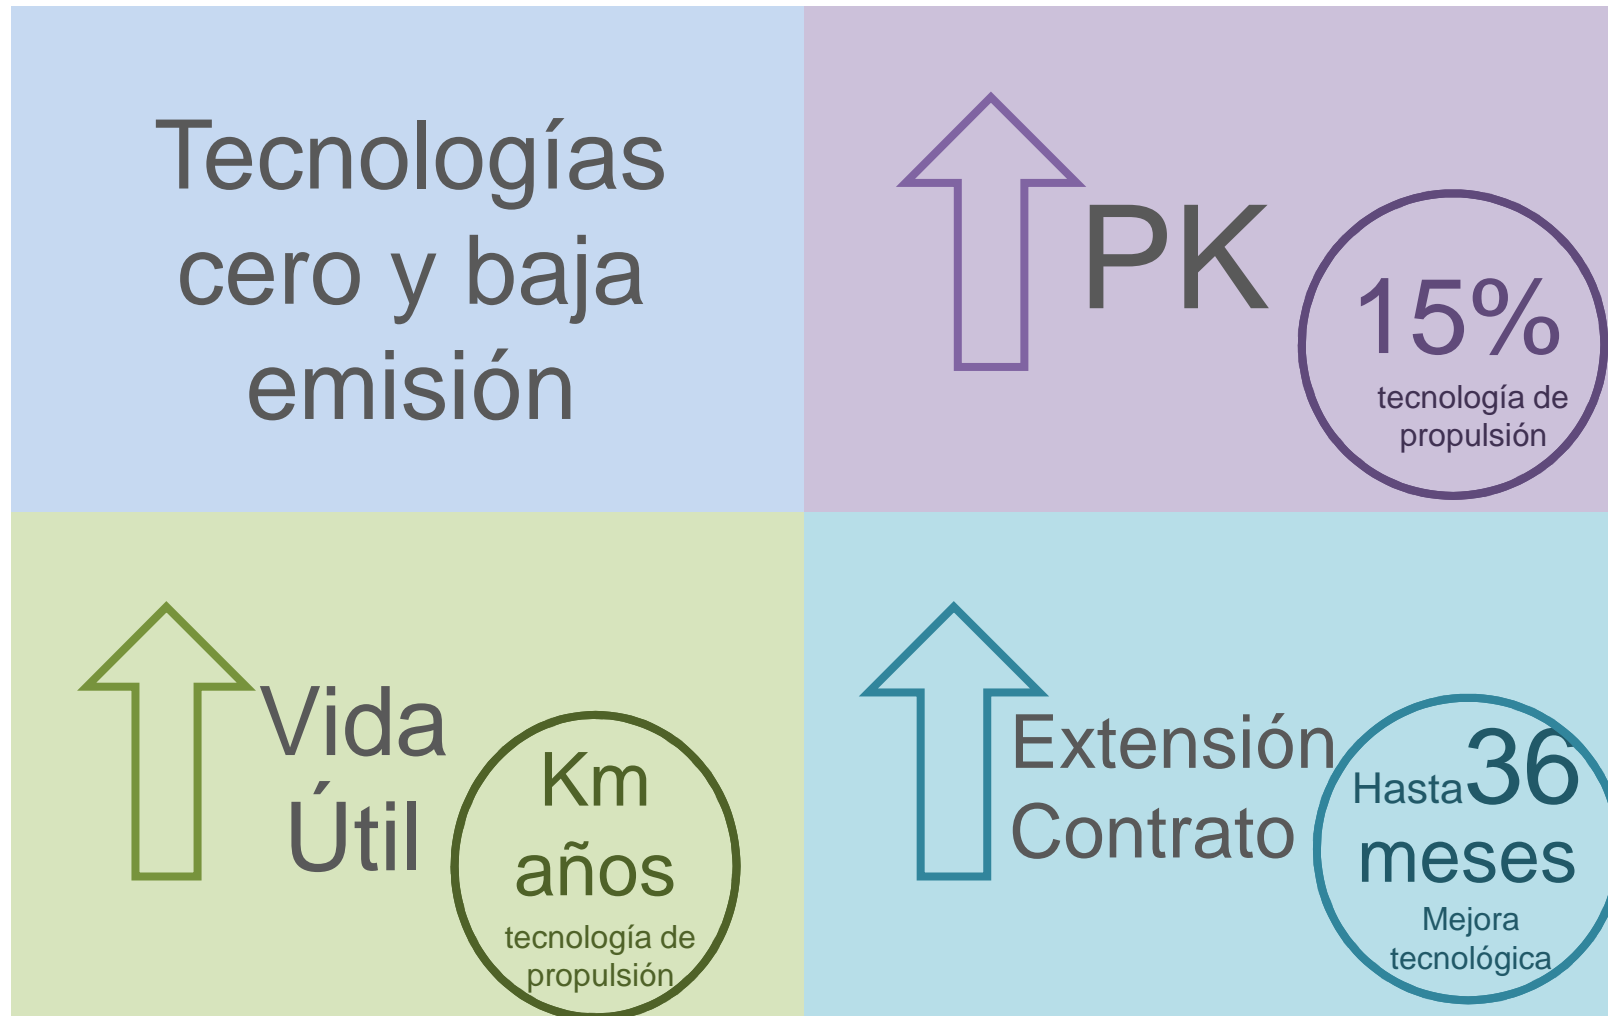 Tecnologías
cero y baja
emisión
PK
15%
tecnología de
propulsión
Vida
Útil
Km
años
tecnología de
propulsión
Extensión
Contrato
Hasta36
meses
Mejora
tecnológica